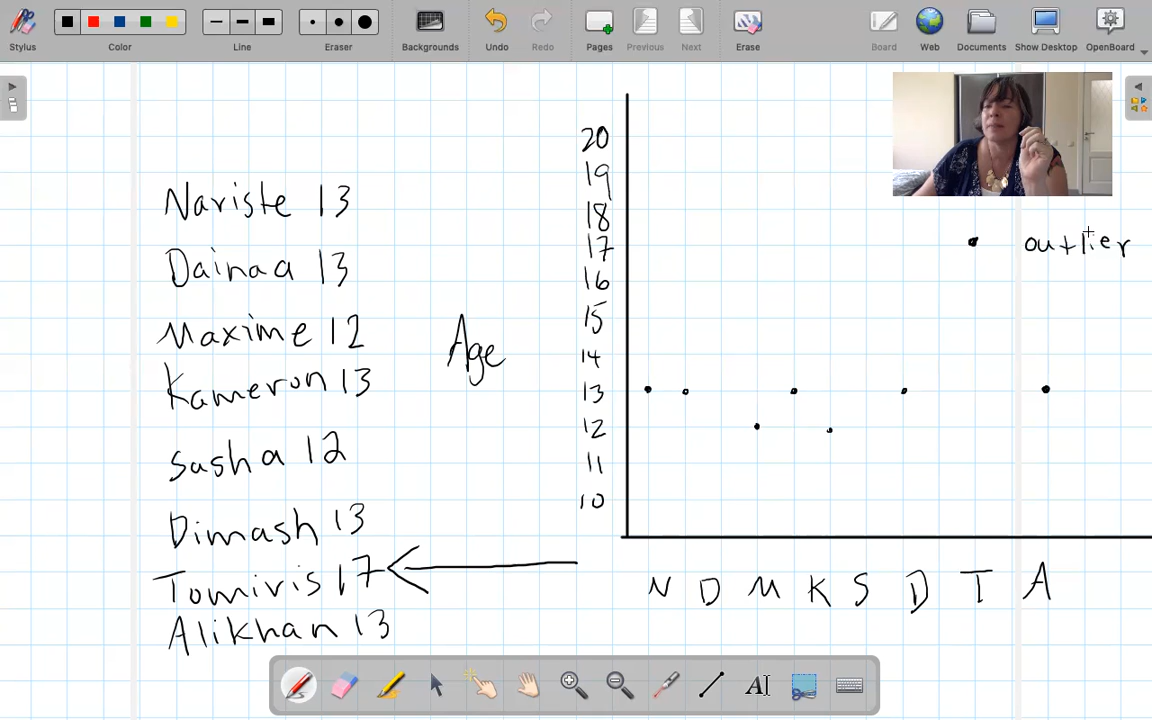 Stylus Color Line Eraser Backgrounds Undo Redo Pages Previous Next Erase Board Web Documents Show Desktop OpenBoard
Nariste 13
Dainaa 13
Maxime 12
Kameron 13
Sasha 12
Dimash 13
Tomiris 17
Alikhan 13
Age
20
19
18
17
16
15
14
13
12
11
10
outlier
N D M K S D T A
AI